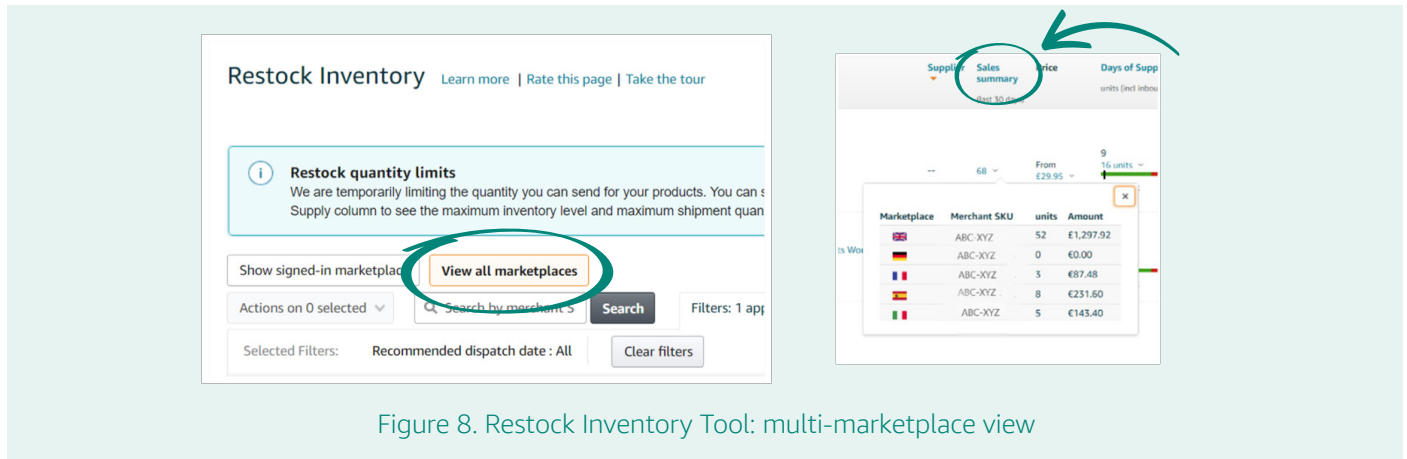 Restock Inventory Learn more | Rate this page | Take the tour
Restock quantity limits
We are temporarily limiting the quantity you can send for your products. You can s
Supply column to see the maximum inventory level and maximum shipment quan
Show signed-in marketplac View all marketplaces
Actions on 0 selected Search by merchant S Search Filters: 1 app
Selected Filters: Recommended dispatch date : All Clear filters
Supplier Sales Price Days of Supp
summary units (incl inbou
(last 30 days)
9
-- 68 From 16 units
£29.95
Marketplace Merchant SKU units Amount
ABC-XYZ 52 £1,297.92
ts Wor
ABC-XYZ 0 €0.00
ABC-XYZ 3 €87.48
ABC-XYZ 8 €231.60
ABC-XYZ 5 €143.40
Figure 8. Restock Inventory Tool: multi-marketplace view